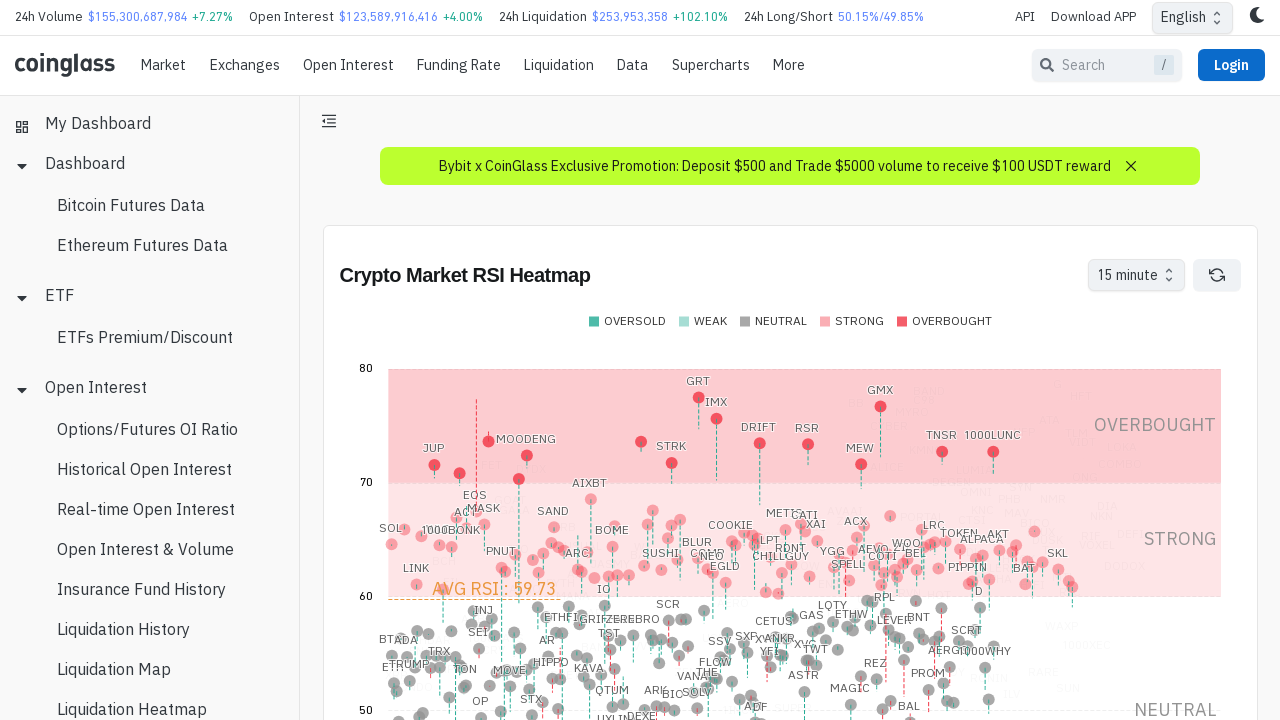 24h Volume $155,300,687,984 +7.27% Open Interest $123,589,916,416 +4.00% 24h Liquidation $253,953,358 +102.10% 24h Long/Short 50.15%/49.85% API Download APP English
coinglass Market Exchanges Open Interest Funding Rate Liquidation Data Supercharts More Search / Login
My Dashboard
Dashboard
Bitcoin Futures Data
Ethereum Futures Data
ETF
ETFs Premium/Discount
Open Interest
Options/Futures OI Ratio
Historical Open Interest
Real-time Open Interest
Open Interest & Volume
Insurance Fund History
Liquidation History
Liquidation Map
Liquidation Heatmap
Bybit x CoinGlass Exclusive Promotion: Deposit $500 and Trade $5000 volume to receive $100 USDT reward
Crypto Market RSI Heatmap 15 minute
OVERSOLD WEAK NEUTRAL STRONG OVERBOUGHT
80
GRT
GMX
IMX
OVERBOUGHT
DRIFT RSR
MOODENG TNSR 1000LUNC
JUP STRK MEW
70
AIXBT
EOS
MASK SAND
CATI
ACX
SOL 1000BONK BOME COOKIE XAI LRC TOKEN AKT
STRONG
BLUR LPT WOO ALPACA
PNUT ARC SUSHI NEO CHILLGUY RDNT YGG AEVO BEL SKL
LINK EGLD SPELL COTI PIPPIN BAT
AVG RSI: 59.73 IO
60
SCR LQTY RPL
INJ ETHFI CETUS GAS ETHW LEVER BNT
SEI TST SCRT
BTADA AR SSV SXP TWT AERGO 1000WHY
TRX HIPPO FLOW YFI REZ
ETRUMP TON MOVE KAVA THE ASTR PROM
OP STX QTUM BIO SOLV MAGIC
DEXE ADF BAL
50
NEUTRAL